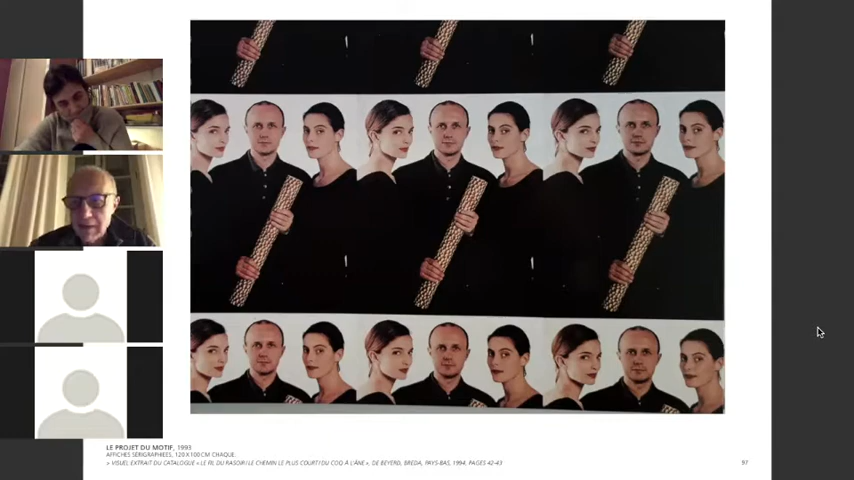 LE PROJET DU MOTIF, 1993
AFFICHES SÉRIGRAPHIÉES, 120 X 100 CM CHAQUE.
> VISUEL EXTRAIT DU CATALOGUE « LE FIL DU RASOIR / LE CHEMIN LE PLUS COURT / DU COQ À L'ÂNE », DE BEYERD, BREDA, PAYS-BAS, 1994, PAGES 42-43
97